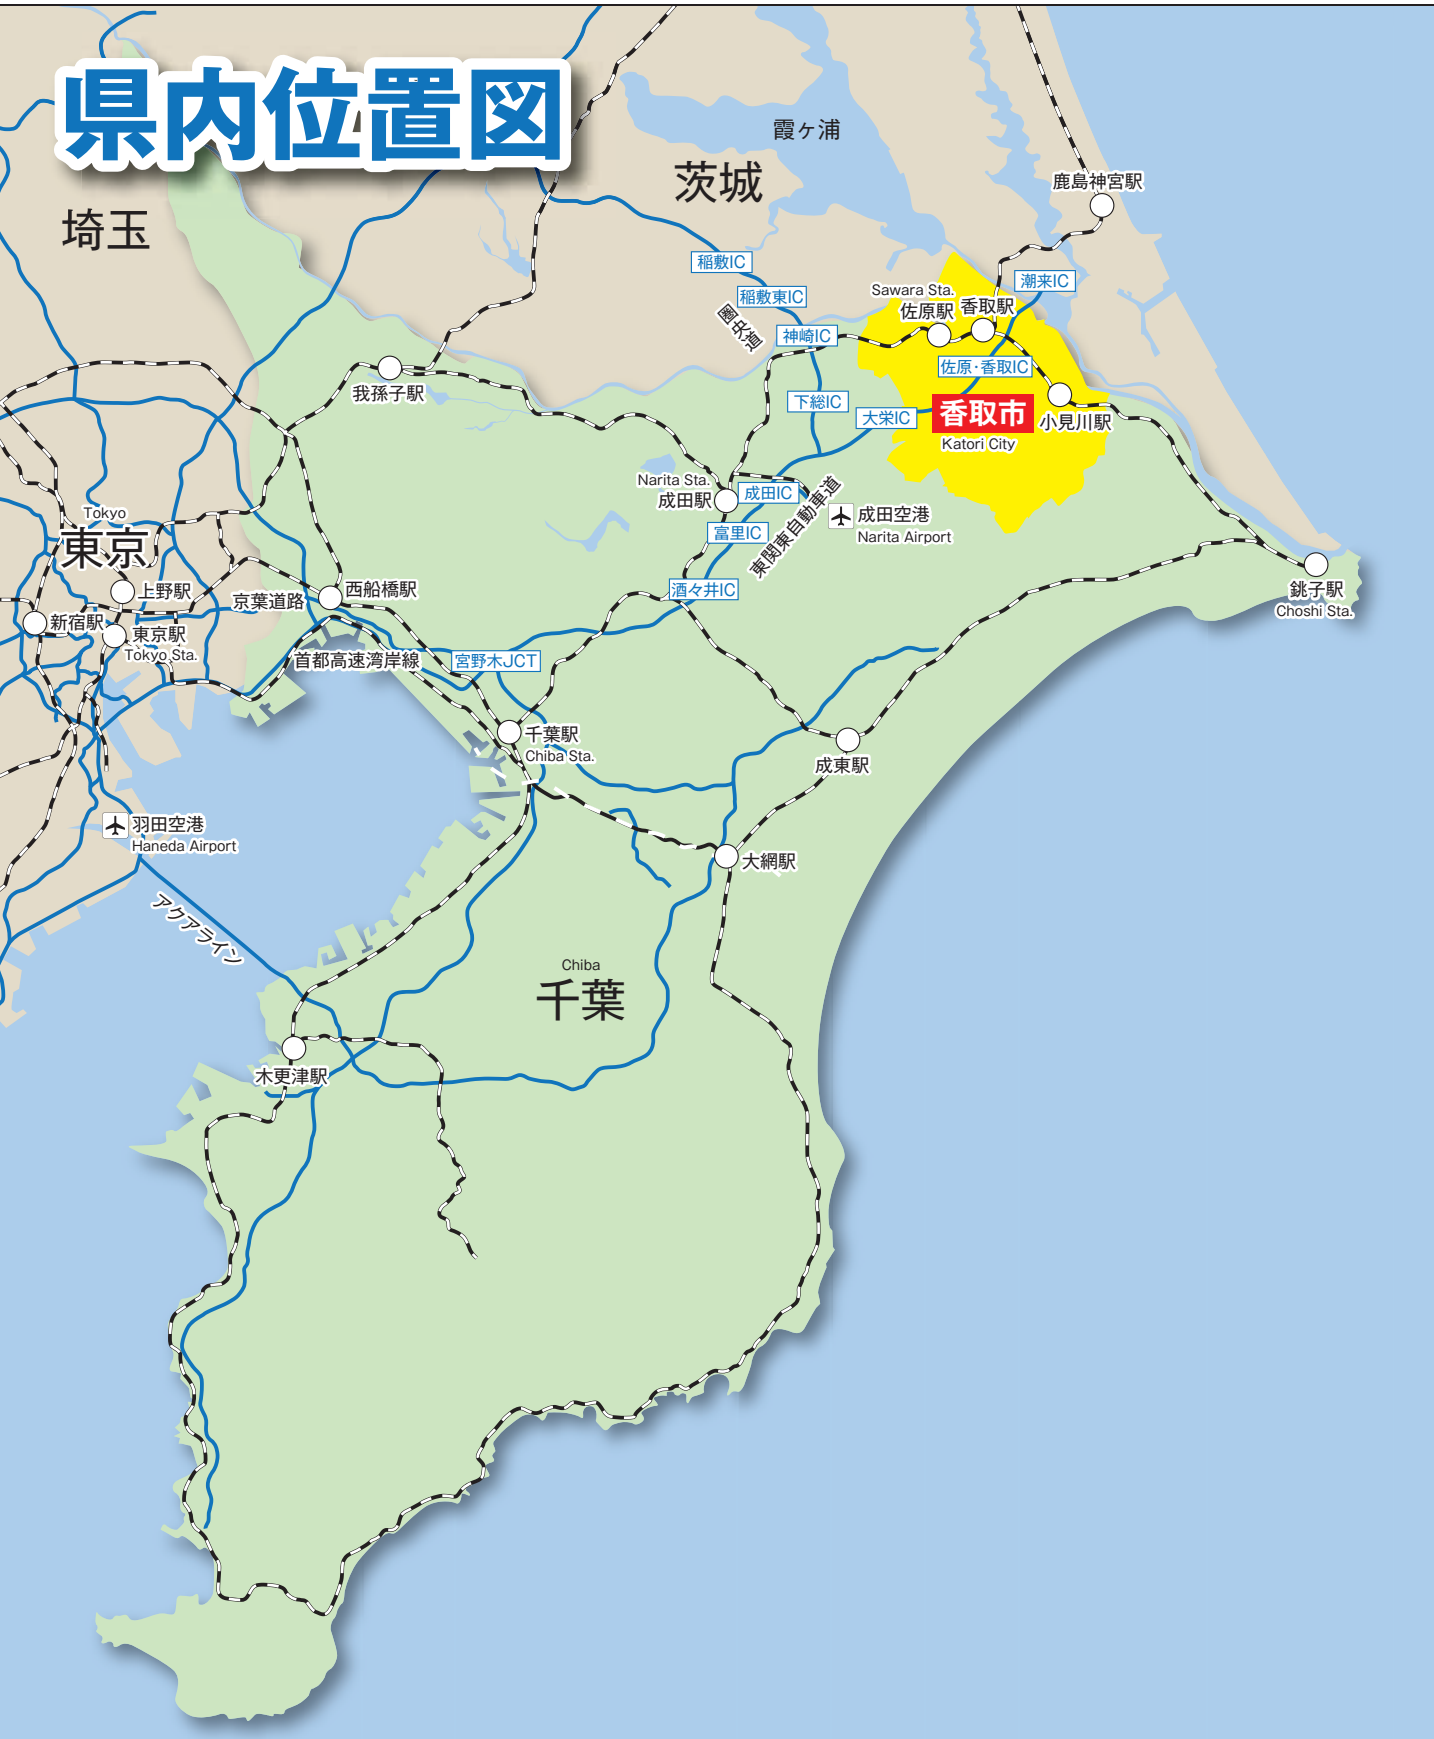 県内位置図
霞ヶ浦
茨城
鹿島神宮駅
埼玉
稲敷IC
潮来IC
稲敷東IC
Sawara Sta.
佐原駅
香取駅
圏央道
神崎IC
佐原・香取IC
我孫子駅
下総IC
大栄IC
香取市
Katori City
小見川駅
Narita Sta.
成田駅
成田IC
東関東自動車道
成田空港
Narita Airport
富里IC
Tokyo
東京
上野駅
京葉道路
西船橋駅
酒々井IC
銚子駅
Choshi Sta.
新宿駅
東京駅
Tokyo Sta.
首都高速湾岸線
宮野木JCT
千葉駅
Chiba Sta.
成東駅
羽田空港
Haneda Airport
大網駅
アクアライン
Chiba
千葉
木更津駅